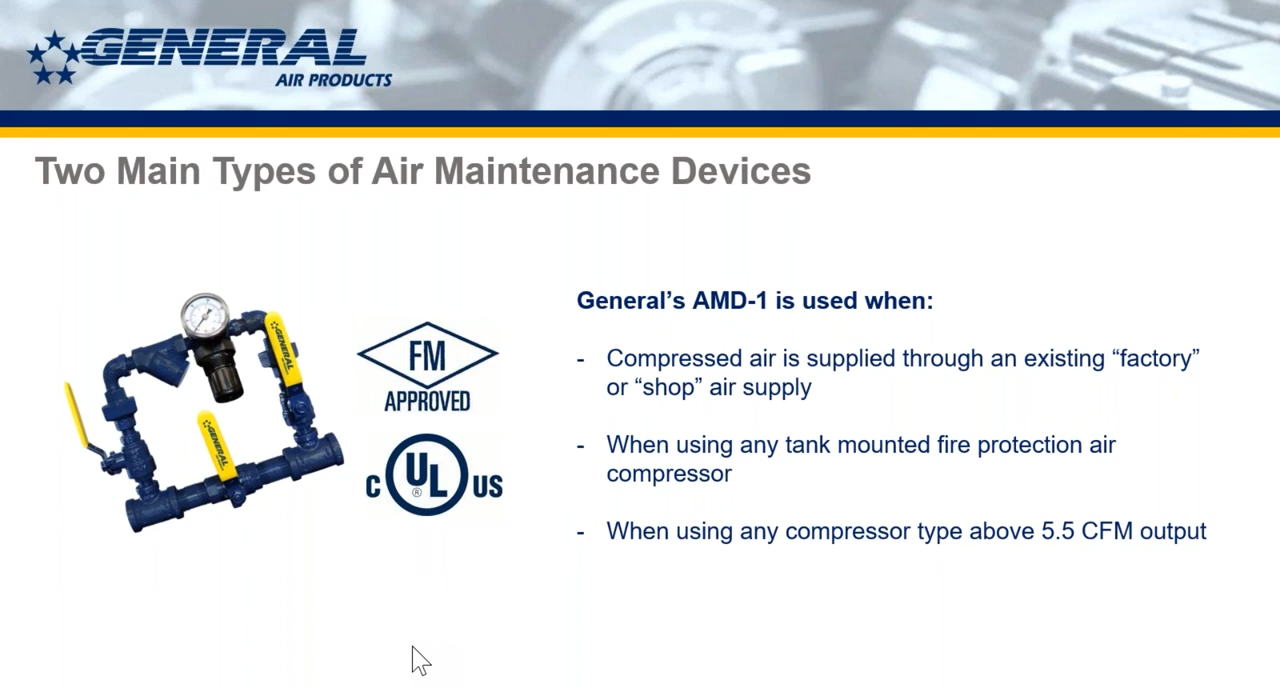 GENERAL
AIR PRODUCTS
Two Main Types of Air Maintenance Devices
General’s AMD-1 is used when:
- Compressed air is supplied through an existing “factory”
or “shop” air supply
- When using any tank mounted fire protection air
compressor
- When using any compressor type above 5.5 CFM output
GENERAL
GENERAL
FM
APPROVED
C UL ® US